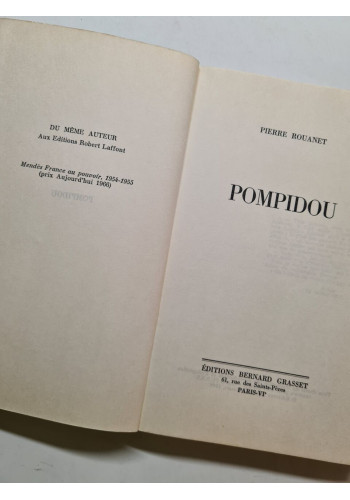 DU MÊME AUTEUR
Aux Editions Robert Laffont
Mendès France au pouvoir, 1954-1955
(prix Aujourd'hui 1966)
PIERRE ROUANET
POMPIDOU
ÉDITIONS BERNARD GRASSET
61, rue des Saints-Pères
PARIS-VIᵉ